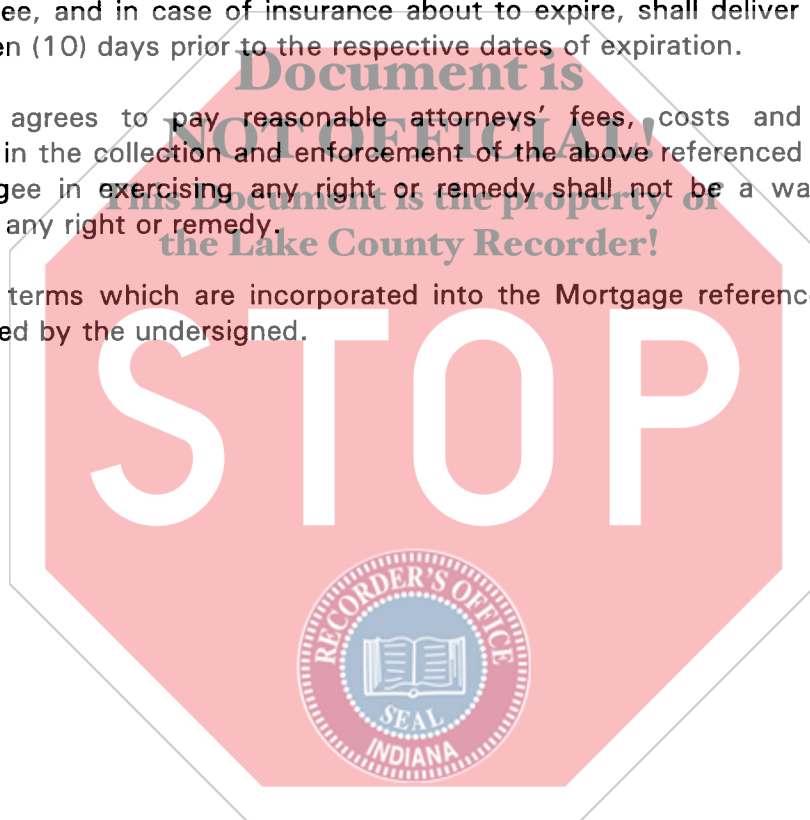 ee, and in case of insurance about to expire, shall deliver
en (10) days prior to the respective dates of expiration.
Document is
agrees to pay reasonable attorneys' fees, costs and
NOT OFFICIAL!
in the collection and enforcement of the above referenced
gee in exercising any right or remedy shall not be a wa
This Document is the property of
any right or remedy.
the Lake County Recorder!
terms which are incorporated into the Mortgage referenc
ed by the undersigned.
STOP
RECORDER'S OFFICE
SEAL
INDIANA